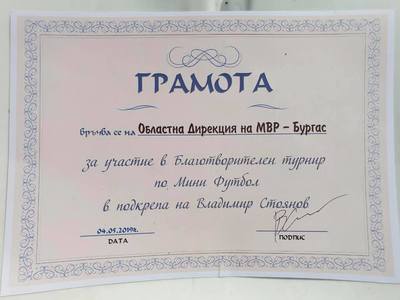 ГРАМОТА
връчва се на Областна Дирекция на МВР – Бургас
за участие в Благотворителен турнир
по Мини Футбол
в подкрепа на Владимир Стоянов
04.05.2019г.
DATA
ПОДПИС